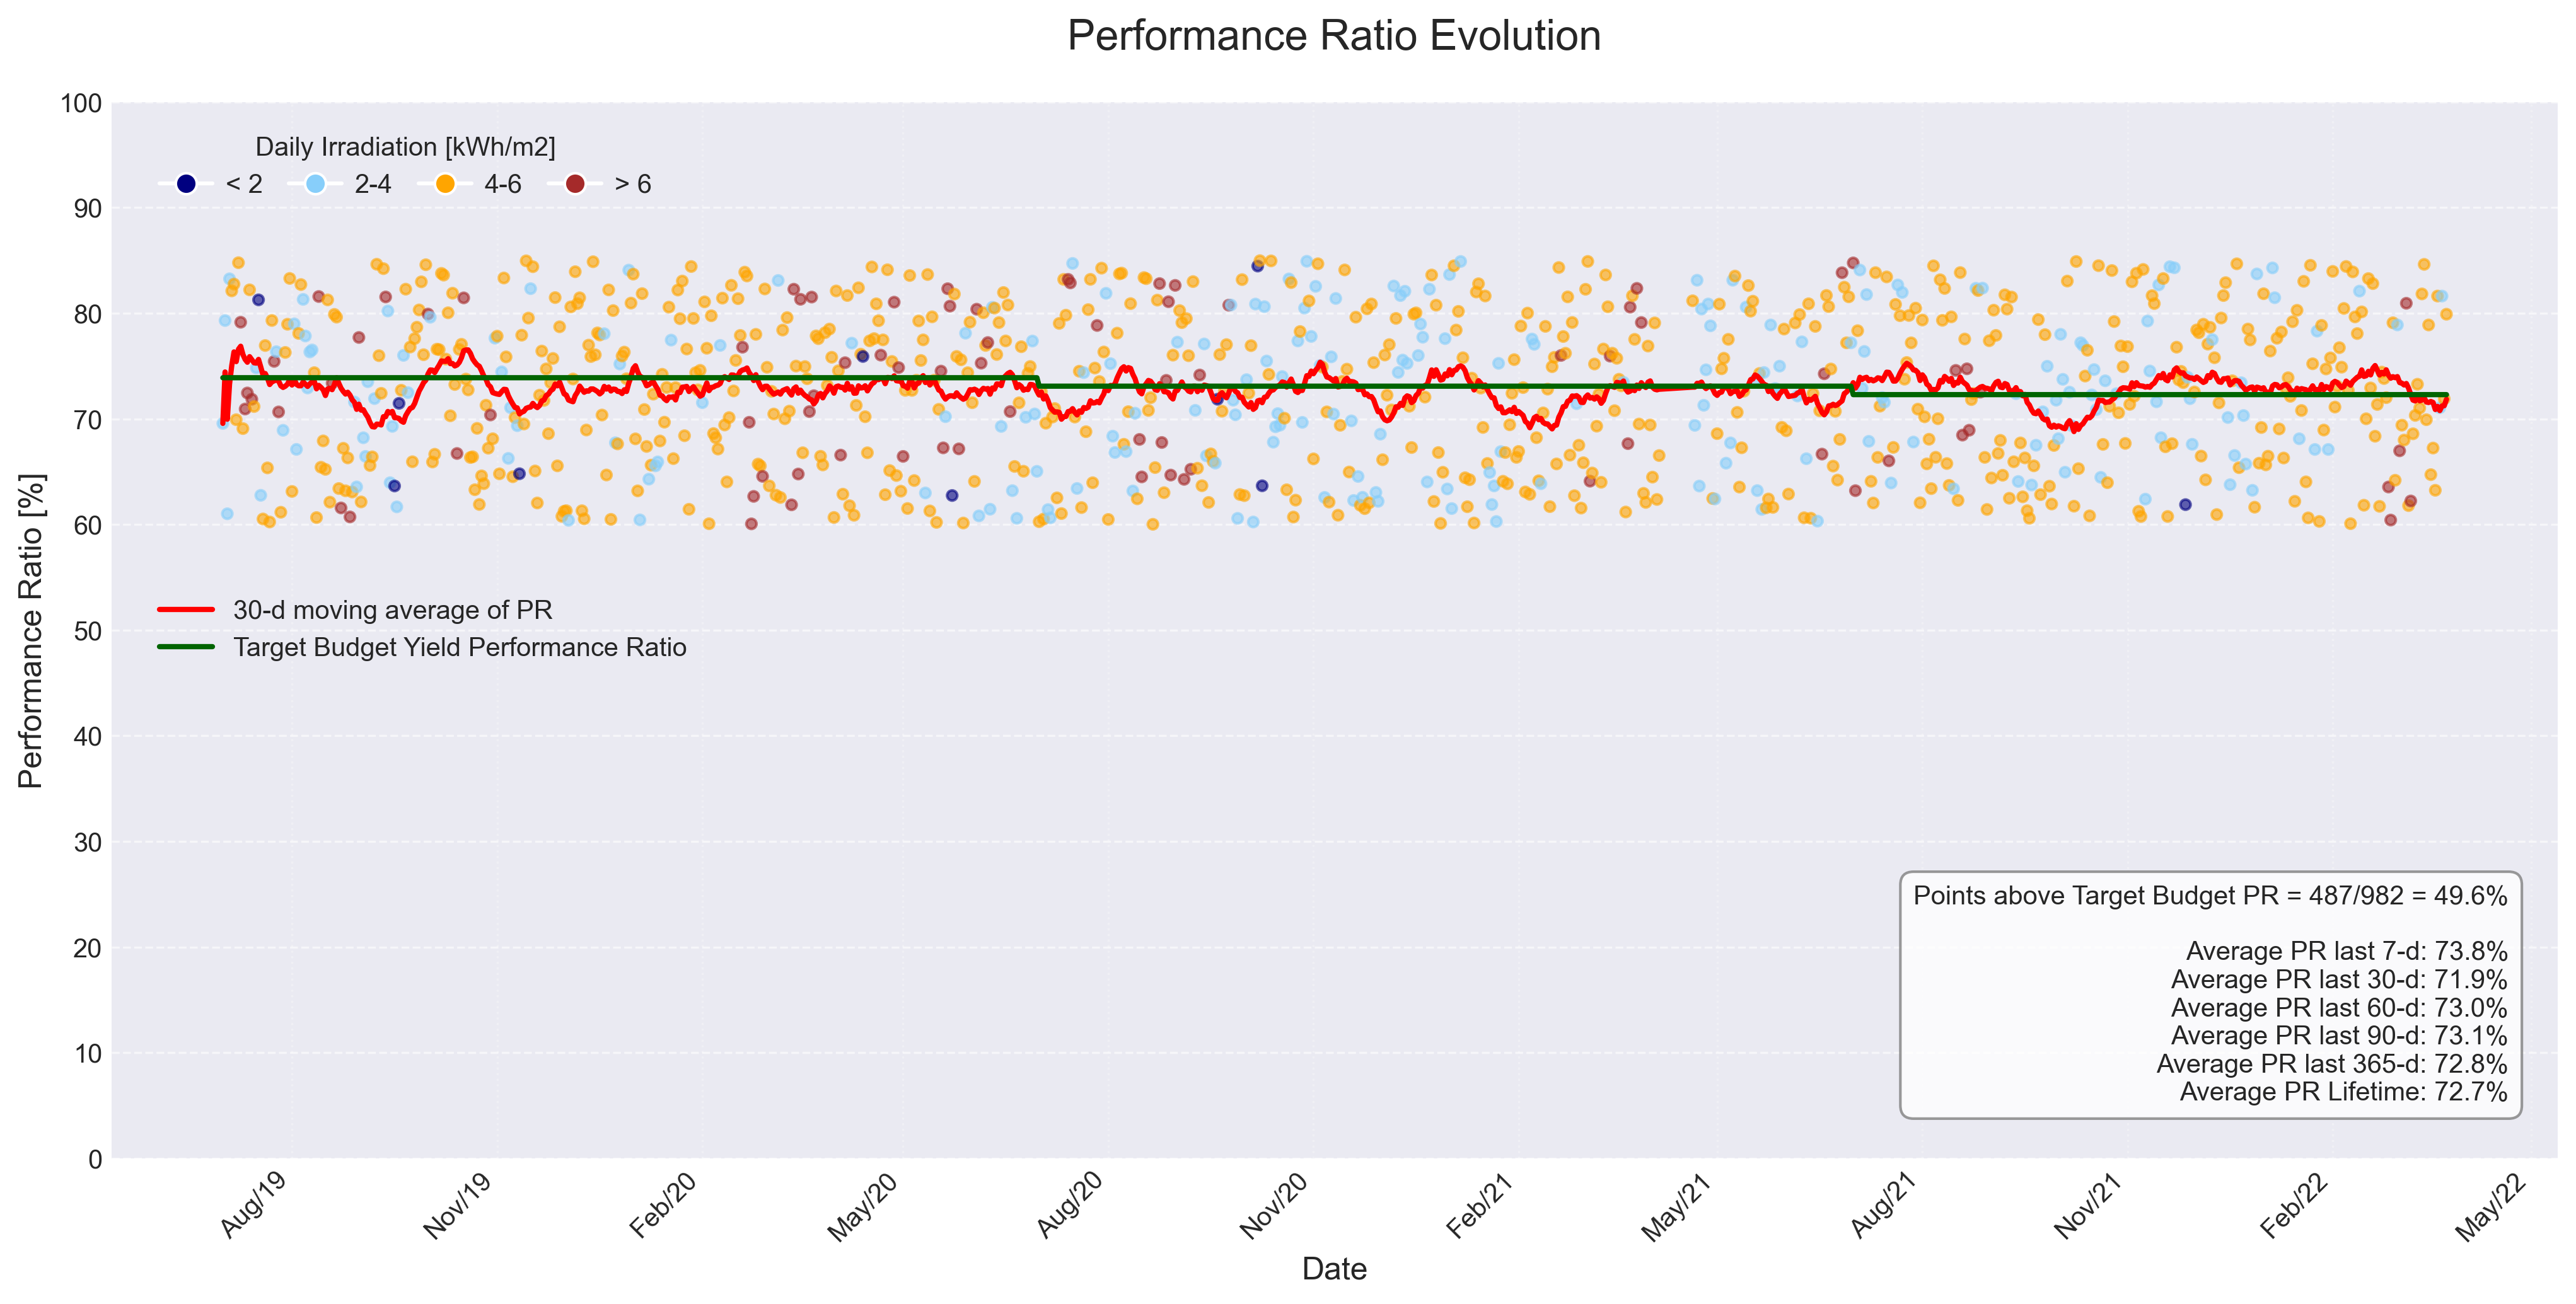 Performance Ratio Evolution
Performance Ratio [%]
100
90
80
70
60
50
40
30
20
10
0
Daily Irradiation [kWh/m2]
< 2 2-4 4-6 > 6
30-d moving average of PR
Target Budget Yield Performance Ratio
Points above Target Budget PR = 487/982 = 49.6%
Average PR last 7-d: 73.8%
Average PR last 30-d: 71.9%
Average PR last 60-d: 73.0%
Average PR last 90-d: 73.1%
Average PR last 365-d: 72.8%
Average PR Lifetime: 72.7%
Aug/19 Nov/19 Feb/20 May/20 Aug/20 Nov/20 Feb/21 May/21 Aug/21 Nov/21 Feb/22 May/22
Date